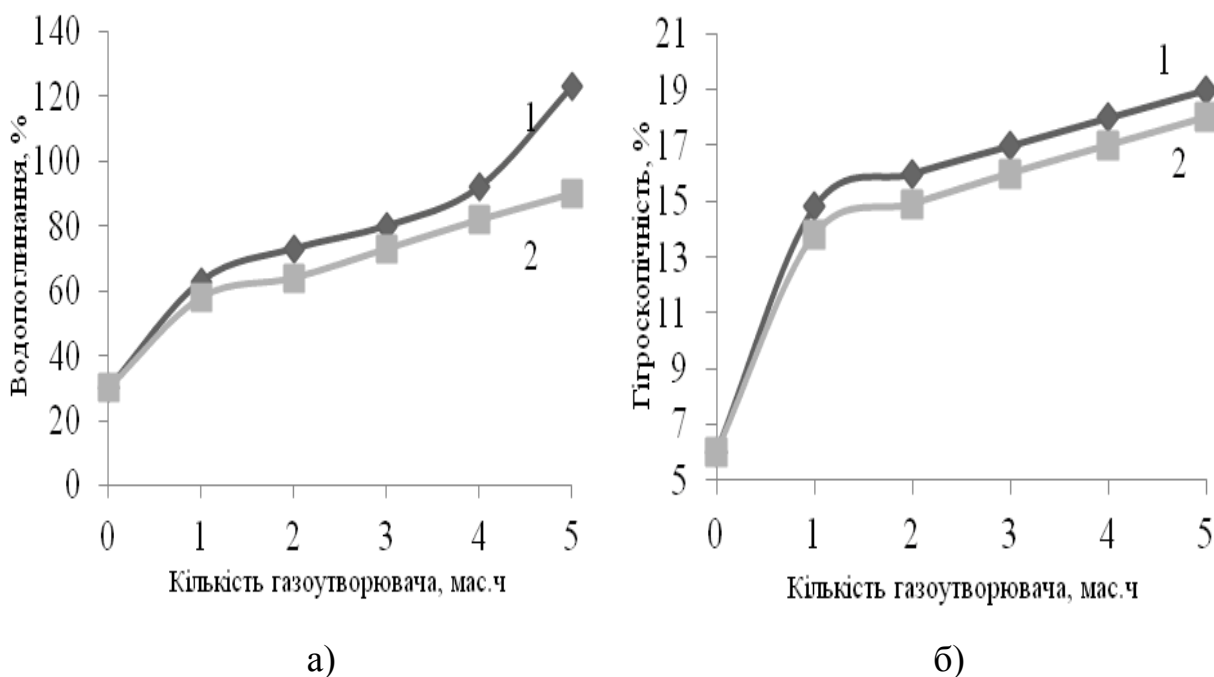 Водопоглинання, %
140
120
100
80
60
40
20
0
0 1 2 3 4 5
1
2
Кількість газоутворювача, мас.ч
а)
Гігроскопічність, %
21
19
17
15
13
11
9
7
5
0 1 2 3 4 5
1
2
Кількість газоутворювача, мас.ч
б)